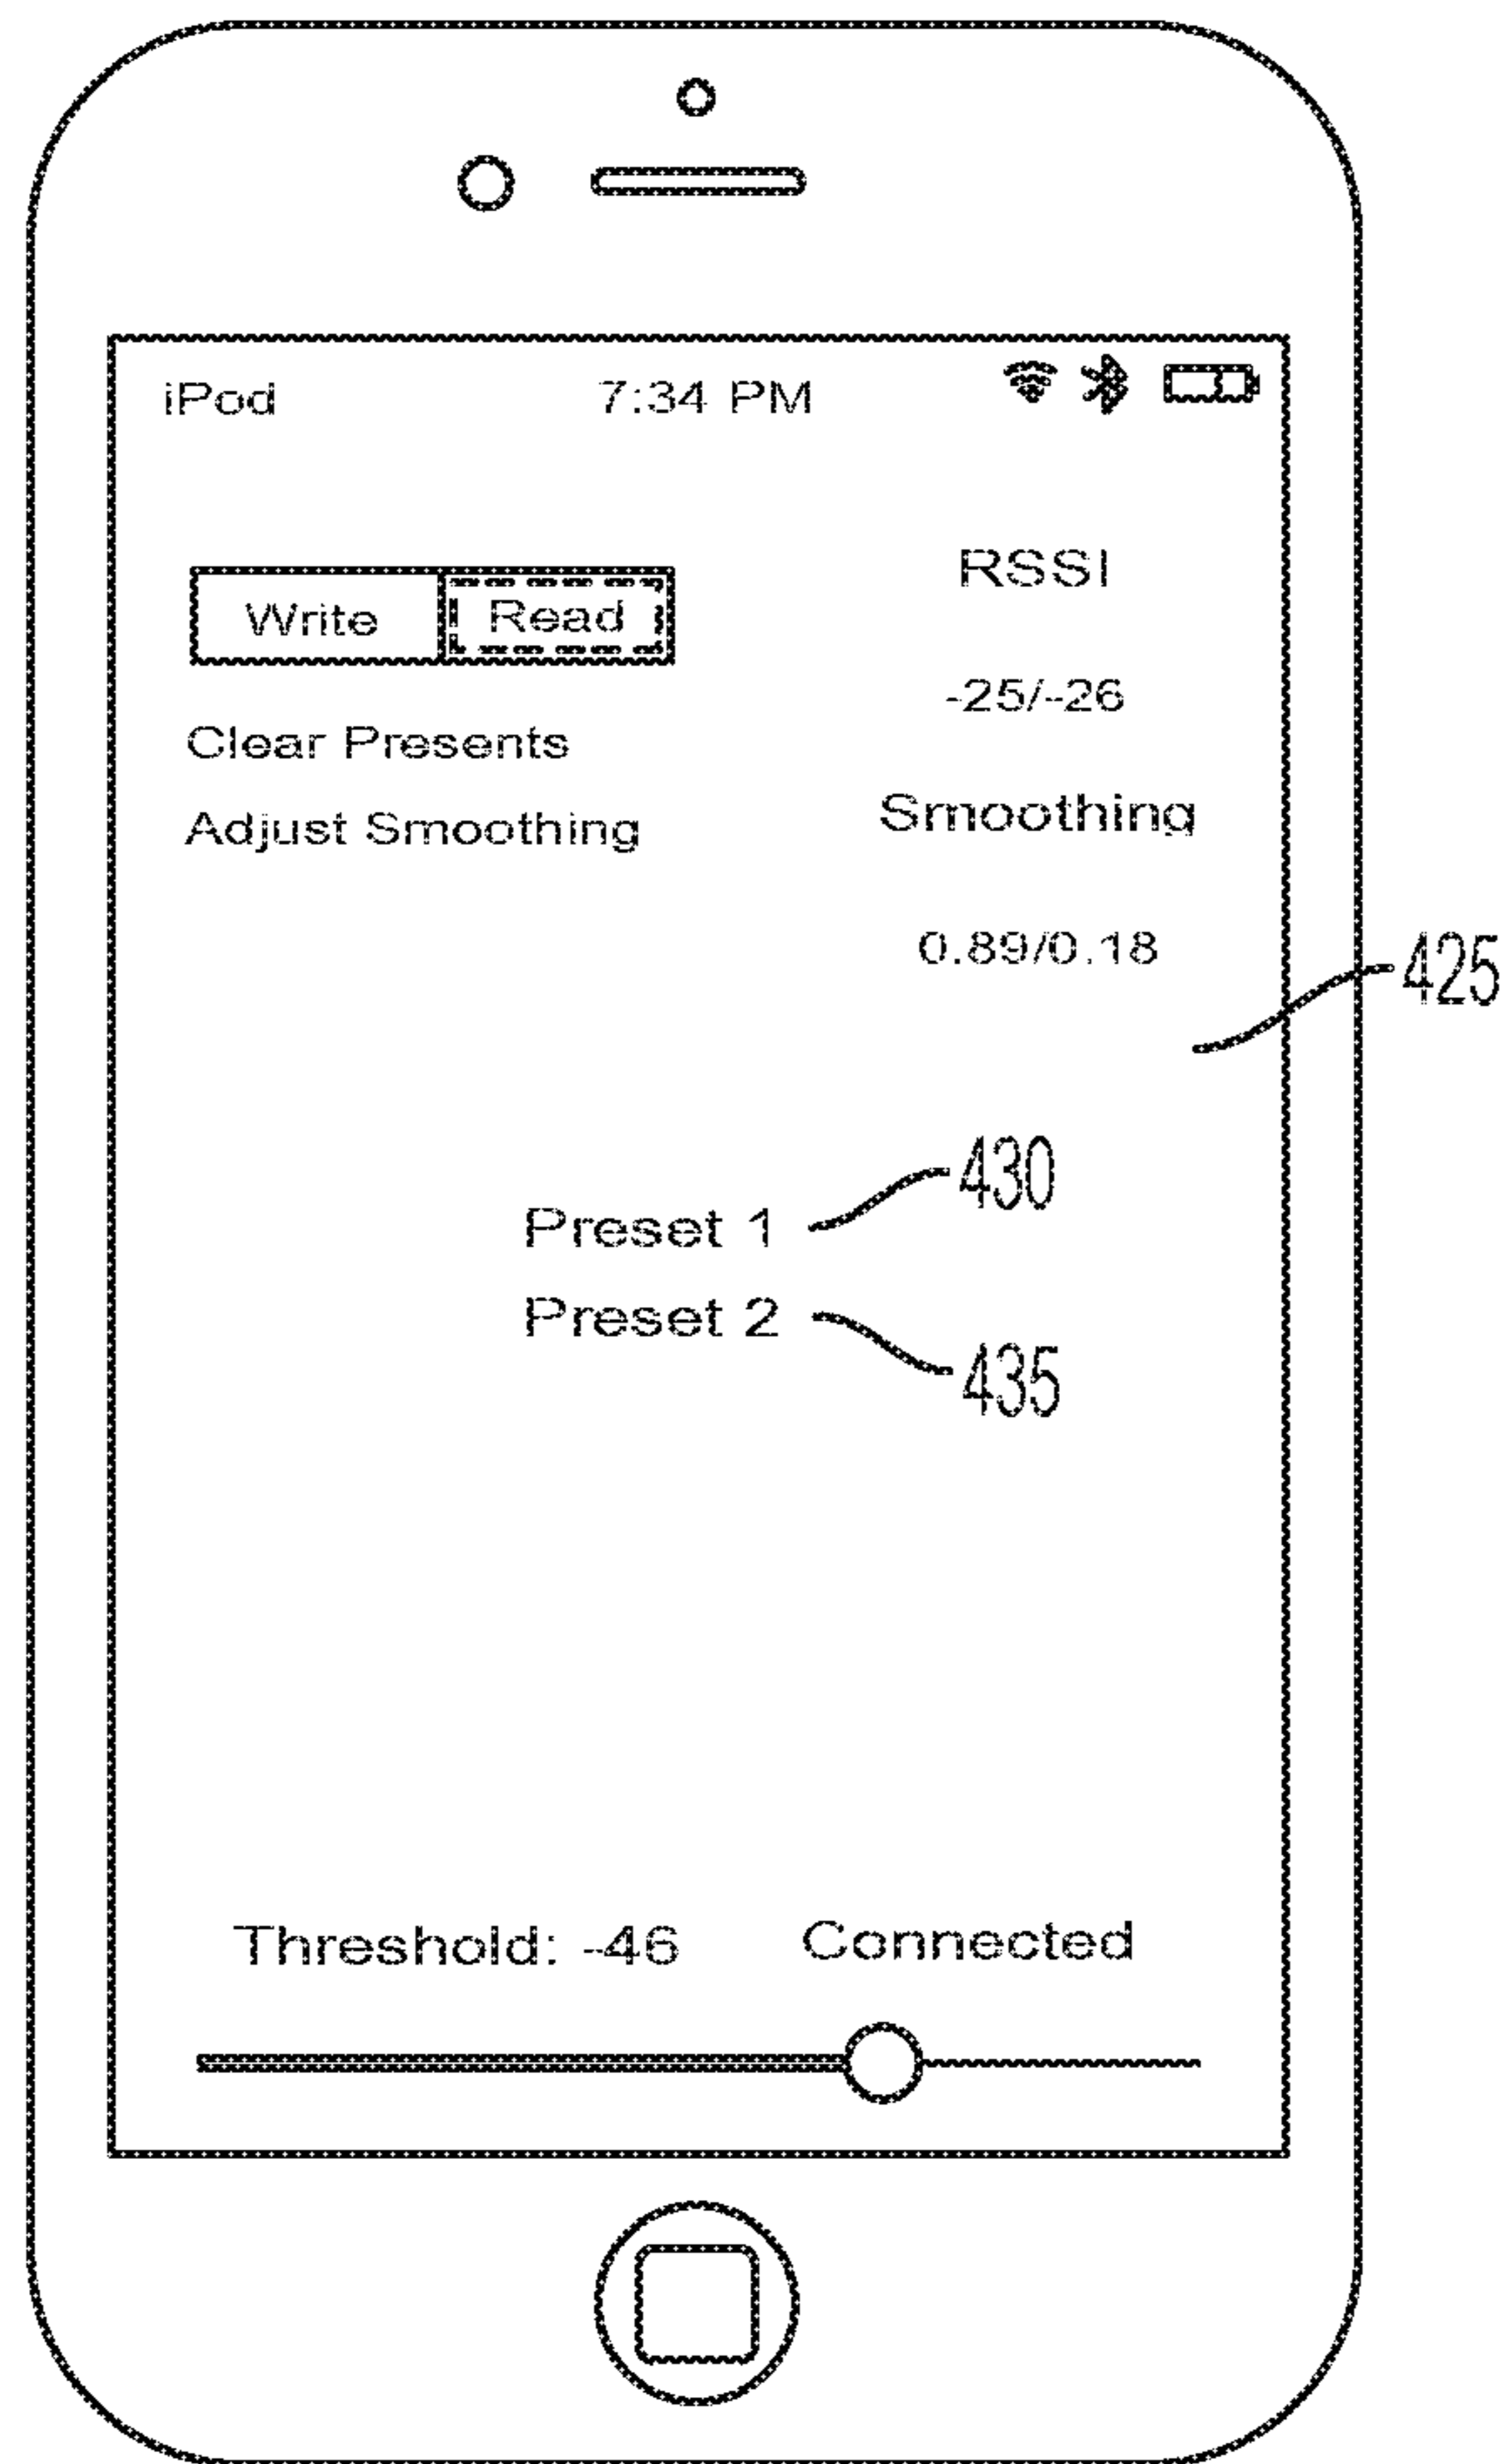 iPod 7:34 PM
RSSI
Write Read
-25/-26
Clear Presents
Smoothing
Adjust Smoothing
0.89/0.18
425
430
Preset 1
Preset 2
435
Threshold: -46 Connected